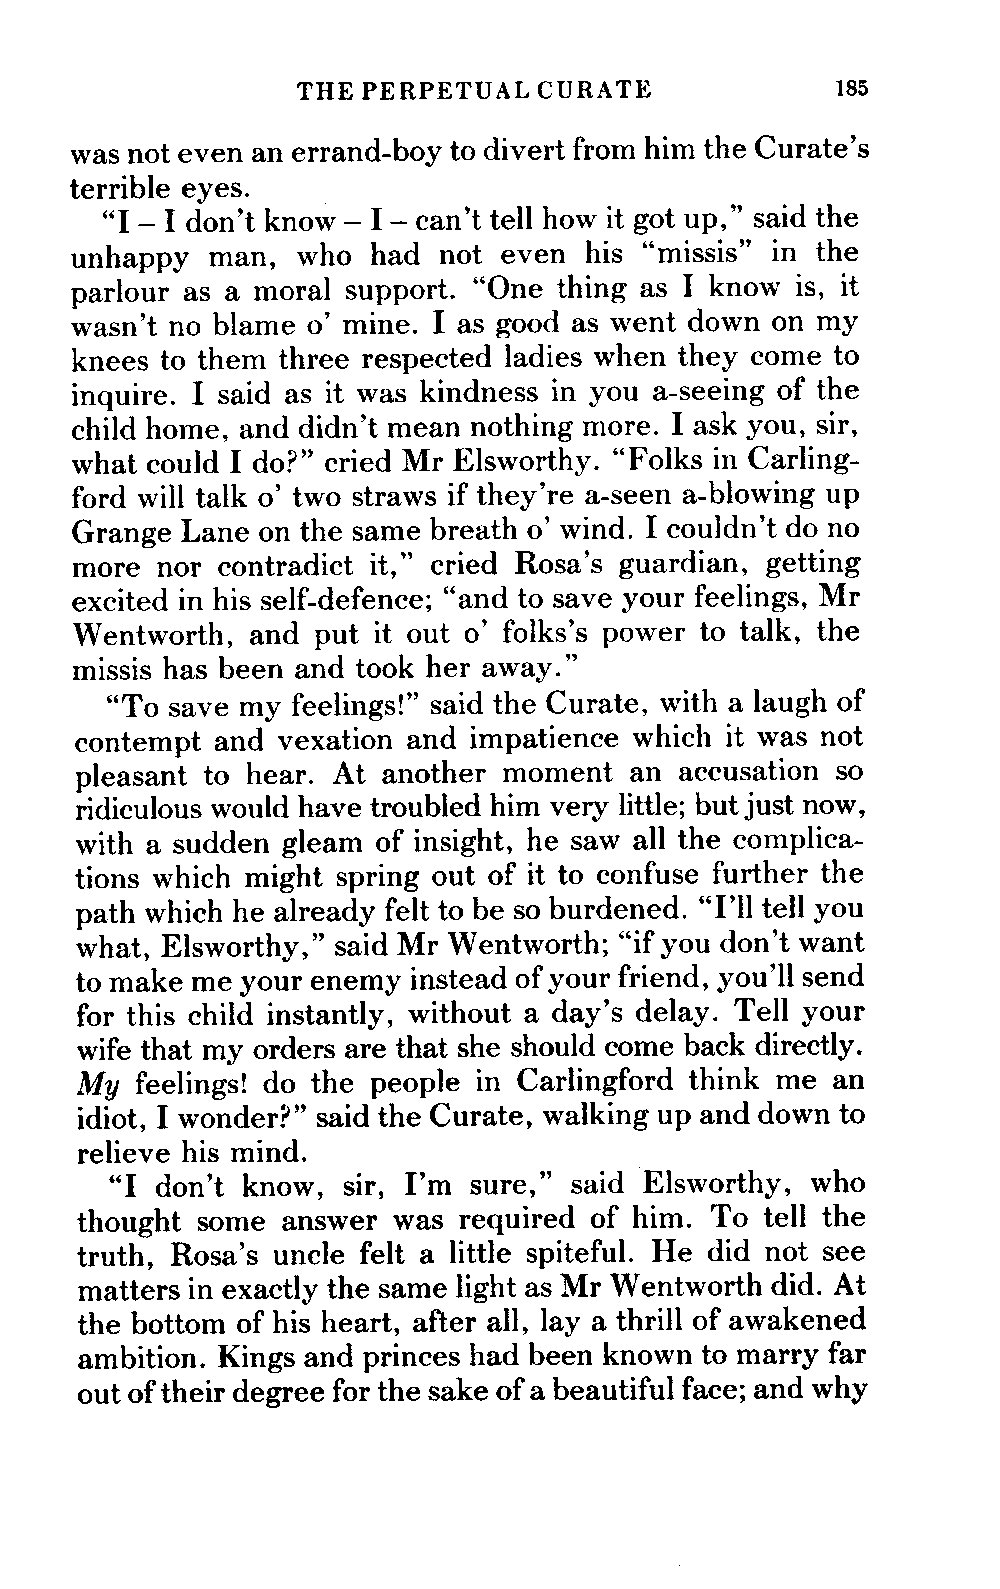 THE PERPETUAL CURATE 185
was not even an errand-boy to divert from him the Curate's
terrible eyes.
“I – I don't know – I – can't tell how it got up,” said the
unhappy man, who had not even his “missis” in the
parlour as a moral support. “One thing as I know is, it
wasn't no blame o' mine. I as good as went down on my
knees to them three respected ladies when they come to
inquire. I said as it was kindness in you a-seeing of the
child home, and didn't mean nothing more. I ask you, sir,
what could I do?” cried Mr Elsworthy. “Folks in Carling-
ford will talk o' two straws if they're a-seen a-blowing up
Grange Lane on the same breath o' wind. I couldn't do no
more nor contradict it,” cried Rosa's guardian, getting
excited in his self-defence; “and to save your feelings, Mr
Wentworth, and put it out o' folks's power to talk, the
missis has been and took her away.”
“To save my feelings!” said the Curate, with a laugh of
contempt and vexation and impatience which it was not
pleasant to hear. At another moment an accusation so
ridiculous would have troubled him very little; but just now,
with a sudden gleam of insight, he saw all the complica-
tions which might spring out of it to confuse further the
path which he already felt to be so burdened. “I'll tell you
what, Elsworthy,” said Mr Wentworth; “if you don't want
to make me your enemy instead of your friend, you'll send
for this child instantly, without a day's delay. Tell your
wife that my orders are that she should come back directly.
My feelings! do the people in Carlingford think me an
idiot, I wonder?” said the Curate, walking up and down to
relieve his mind.
“I don't know, sir, I'm sure,” said Elsworthy, who
thought some answer was required of him. To tell the
truth, Rosa's uncle felt a little spiteful. He did not see
matters in exactly the same light as Mr Wentworth did. At
the bottom of his heart, after all, lay a thrill of awakened
ambition. Kings and princes had been known to marry far
out of their degree for the sake of a beautiful face; and why